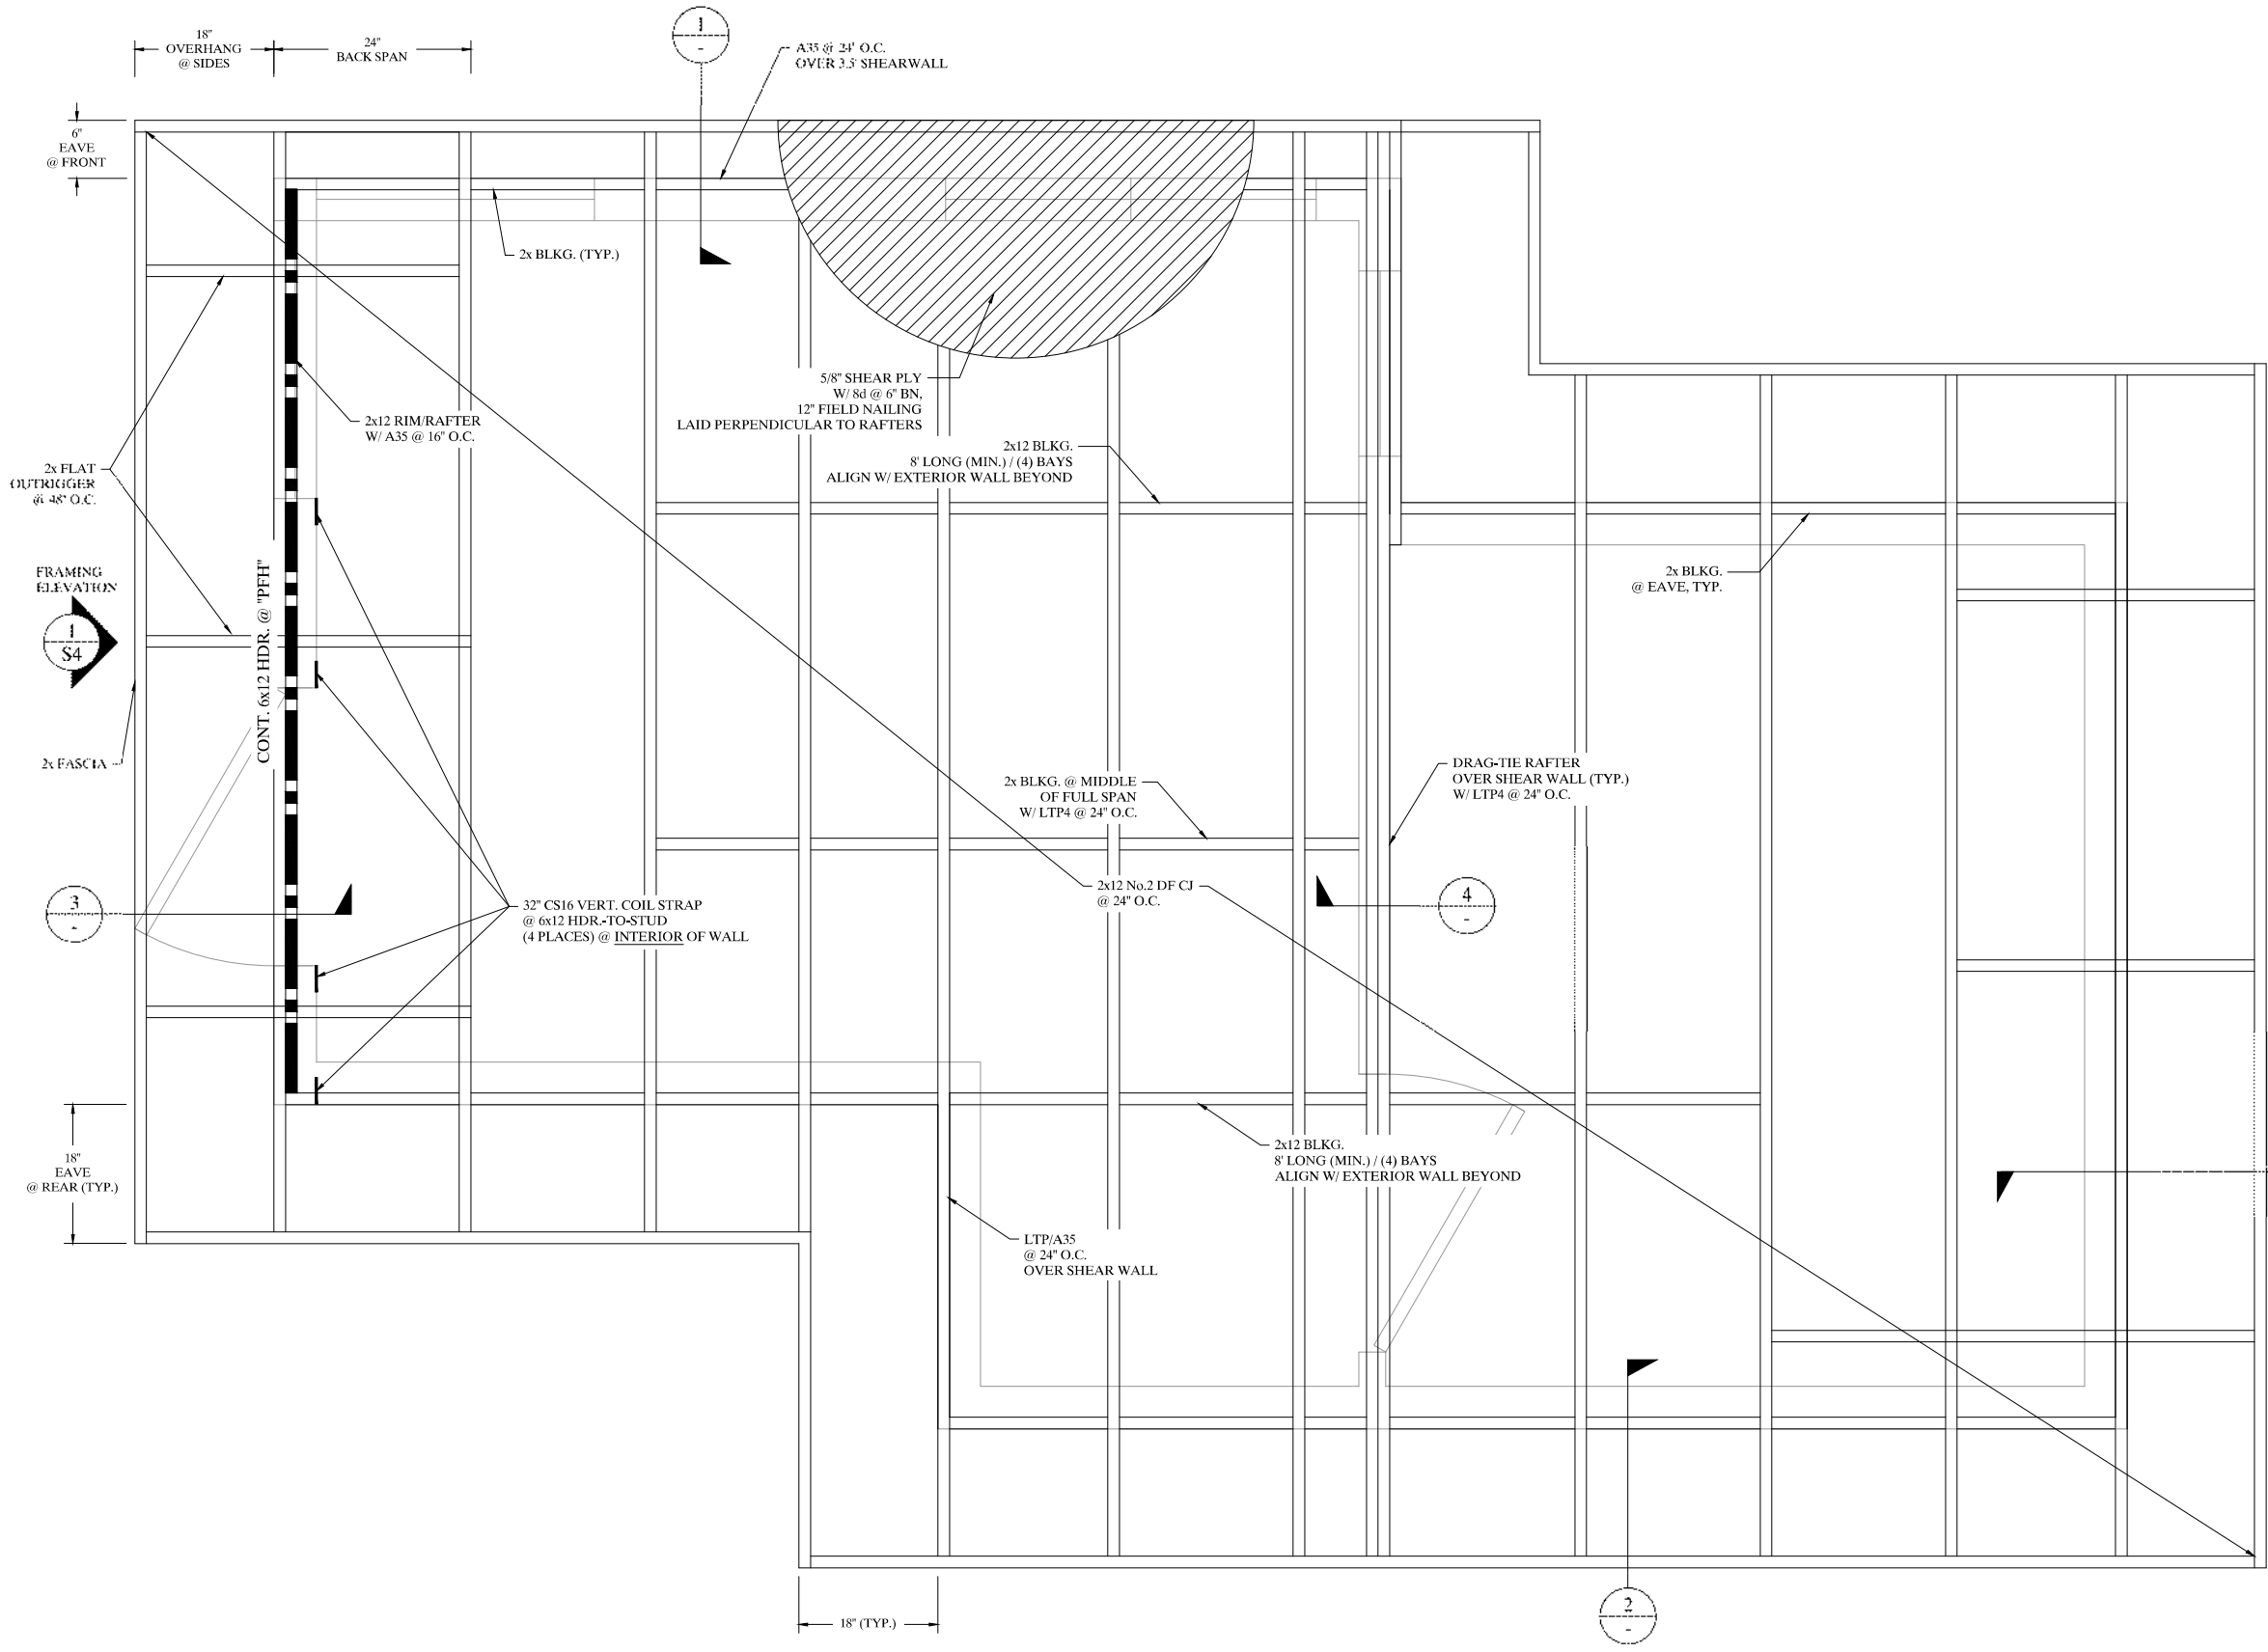 18"
OVERHANG
@ SIDES
24"
BACK SPAN
1
-
A35 @ 24" O.C.
OVER 3.5' SHEARWALL
6"
EAVE
@ FRONT
2x BLKG. (TYP.)
5/8" SHEAR PLY
W/ 8d @ 6" BN,
12" FIELD NAILING
LAID PERPENDICULAR TO RAFTERS
2x12 RIM/RAFTER
W/ A35 @ 16" O.C.
2x12 BLKG.
8' LONG (MIN.) / (4) BAYS
ALIGN W/ EXTERIOR WALL BEYOND
2x FLAT
OUTRIGGER
@ 48" O.C.
FRAMING
ELEVATION
1
S4
CONT. 6x12 HDR. @ "PFH"
2x BLKG.
@ EAVE, TYP.
2x FASCIA
2x BLKG. @ MIDDLE
OF FULL SPAN
W/ LTP4 @ 24" O.C.
DRAG-TIE RAFTER
OVER SHEAR WALL (TYP.)
W/ LTP4 @ 24" O.C.
3
-
32" CS16 VERT. COIL STRAP
@ 6x12 HDR.-TO-STUD
(4 PLACES) @ INTERIOR OF WALL
2x12 No.2 DF CJ
@ 24" O.C.
4
-
18"
EAVE
@ REAR (TYP.)
2x12 BLKG.
8' LONG (MIN.) / (4) BAYS
ALIGN W/ EXTERIOR WALL BEYOND
LTP/A35
@ 24" O.C.
OVER SHEAR WALL
18" (TYP.)
2
-